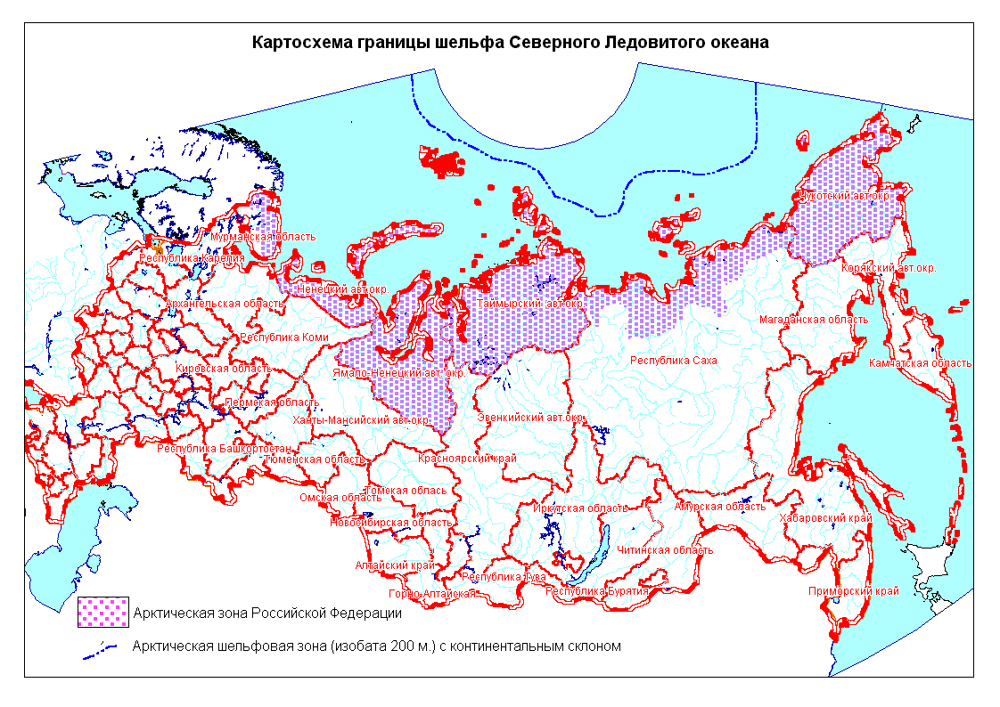 Картосхема границы шельфа Северного Ледовитого океана
Чукотский авт.окр.
Мурманская область
Республика Карелия
Корякский авт.окр.
Ненецкий авт.окр.
Архангельская область
Таймырский авт.окр.
Магаданская область
Республика Коми
Республика Саха
Камчатская область
Кировская область
Ямало-Ненецкий авт. окр.
Пермская область
Ханты-Мансийский авт.окр.
Эвенкийский авт.окр.
Республика Башкортостан
Тюменская область
Красноярский край
Томская обласъ
Омская область
Иркутская область
Амурская область
Новосибирская область
Хабаровский край
Читинская область
Алтайский край
Республика Тува
Горно-Алтайская
Республика Бурятия
Приморский край
Арктическая зона Российской Федерации
Арктическая шельфовая зона (изобата 200 м.) с континентальным склоном